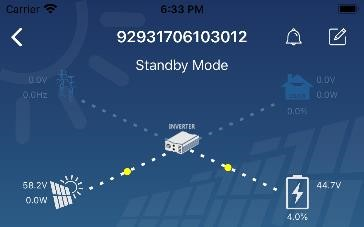 Carrier 6:33 PM
92931706103012
Standby Mode
0.0V
0.0Hz
0.0V
0.0W
0.0%
INVERTER
58.2V
0.0W
44.7V
4.0%